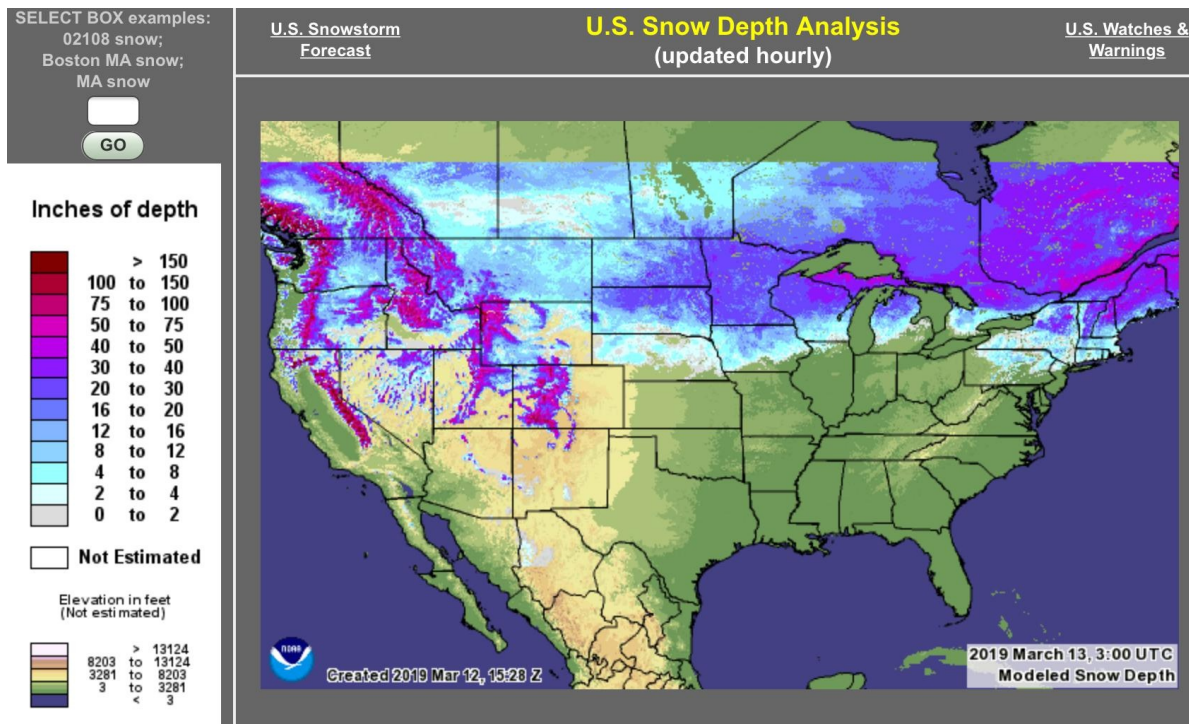 SELECT BOX examples:
02108 snow;
Boston MA snow;
MA snow
GO
U.S. Snowstorm
Forecast
U.S. Snow Depth Analysis
(updated hourly)
U.S. Watches &
Warnings
Inches of depth
> 150
100 to 150
75 to 100
50 to 75
40 to 50
30 to 40
20 to 30
16 to 20
12 to 16
8 to 12
4 to 8
2 to 4
0 to 2
Not Estimated
Elevation in feet
(Not estimated)
> 13124
8203 to 13124
3281 to 8203
3 to 3281
< 3
NOAA
Created 2019 Mar 12, 15:28 Z
2019 March 13, 3:00 UTC
Modeled Snow Depth